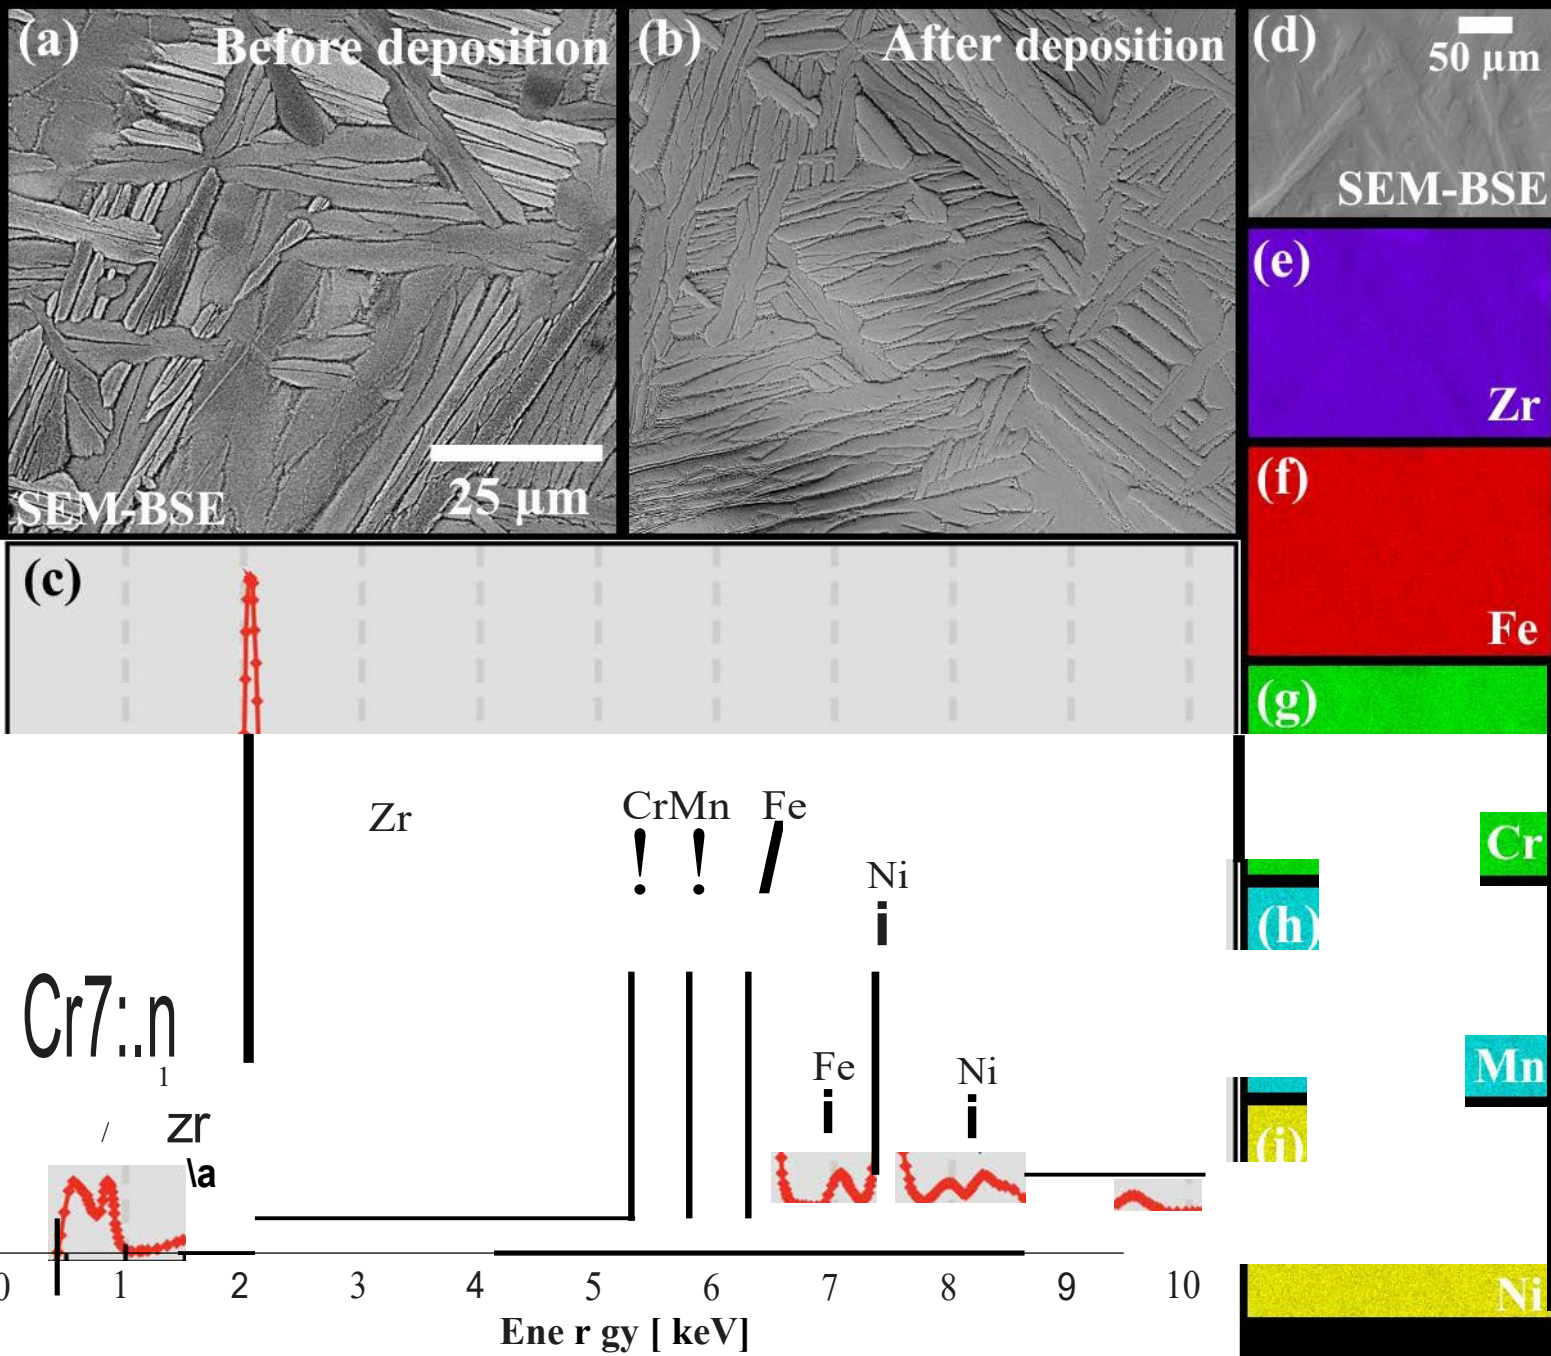 (a) Before deposition
SEM-BSE
25 μm
(b) After deposition
(c)
Zr
CrMn Fe
! ! /
Ni
i
Cr7:.n
1
/ zr
\a
Fe
i
Ni
i
0 1 2 3 4 5 6 7 8 9 10
Ene r gy [ keV]
(d)
50 μm
SEM-BSE
(e)
Zr
(f)
Fe
(g)
Cr
(h)
Mn
(i)
Ni